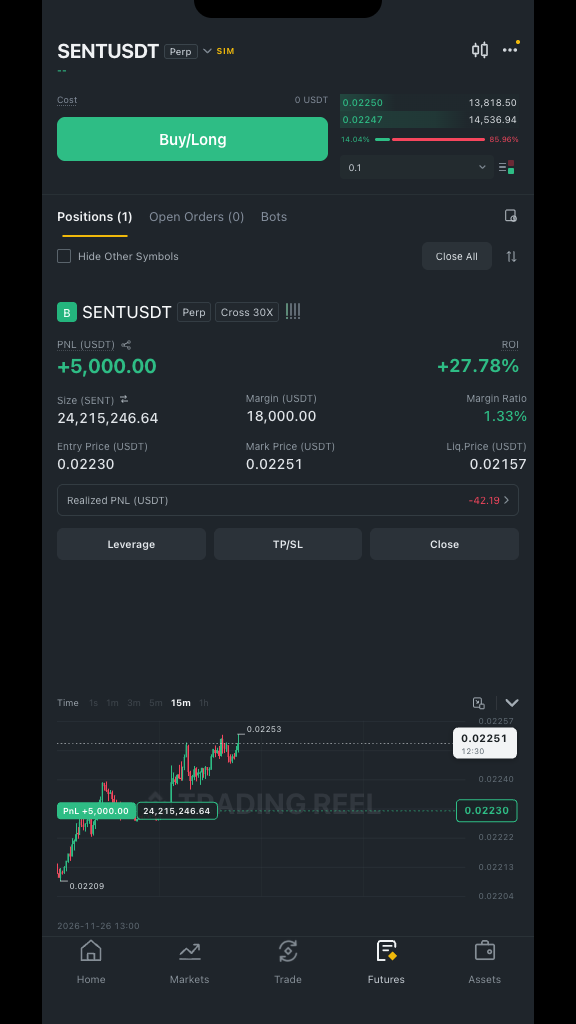 SENTUSDT Perp SIM
--
Cost 0 USDT
Buy/Long
0.02250 13,818.50
0.02247 14,536.94
14.04% 85.96%
0.1
Positions (1) Open Orders (0) Bots
Hide Other Symbols Close All
B SENTUSDT Perp Cross 30X
PNL (USDT) ROI
+5,000.00 +27.78%
Size (SENT) Margin (USDT) Margin Ratio
24,215,246.64 18,000.00 1.33%
Entry Price (USDT) Mark Price (USDT) Liq.Price (USDT)
0.02230 0.02251 0.02157
Realized PNL (USDT) -42.19
Leverage TP/SL Close
Time 1s 1m 3m 5m 15m 1h
0.02257
0.02253
0.02251
12:30
0.02240
TRADING REEL
PnL +5,000.00 24,215,246.64 0.02230
0.02222
0.02213
0.02209
0.02204
2026-11-26 13:00
Home Markets Trade Futures Assets